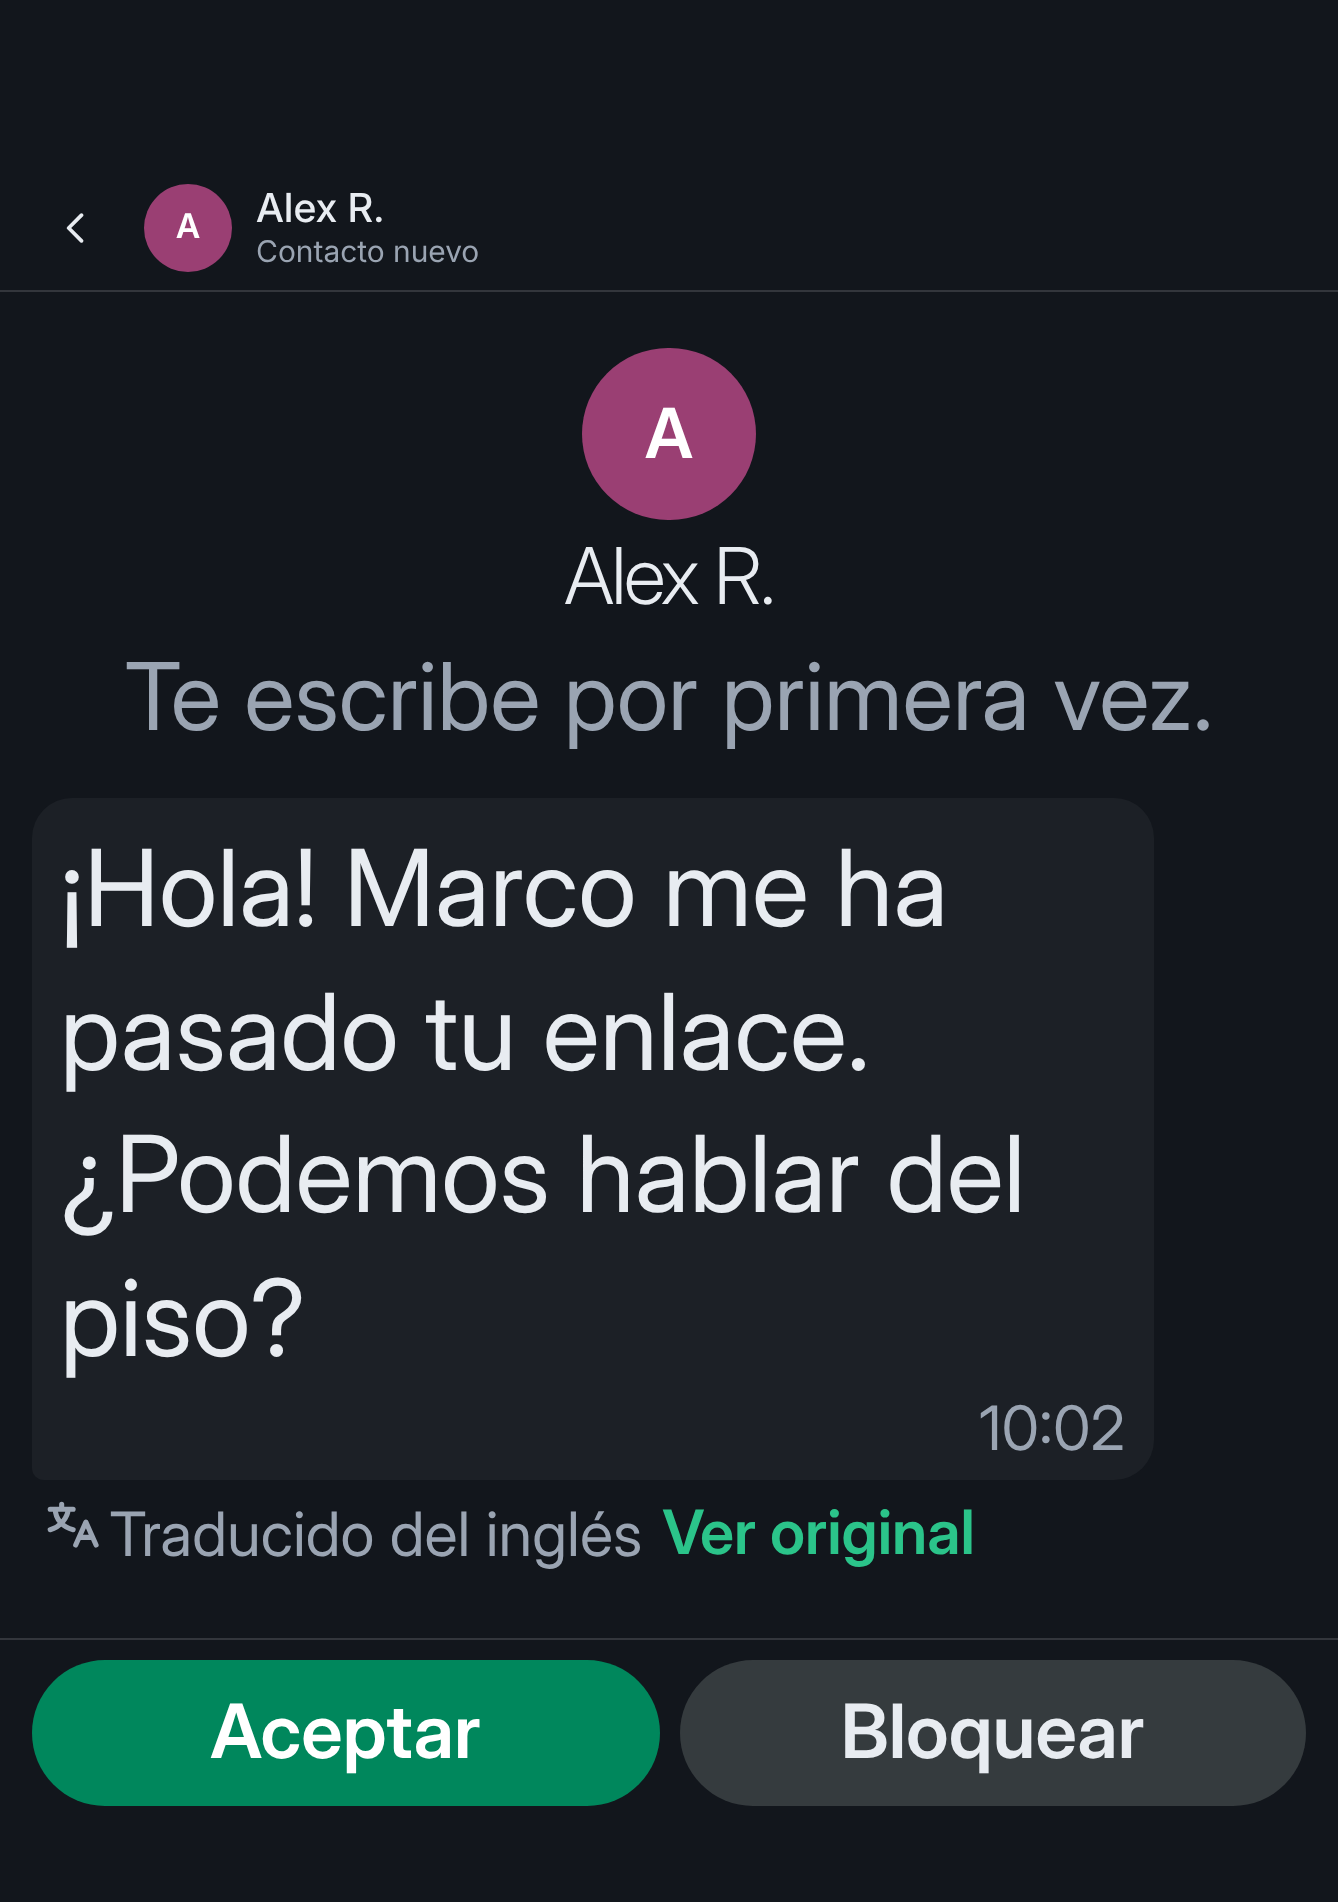 A
Alex R.
Contacto nuevo
A
Alex R.
Te escribe por primera vez.
¡Hola! Marco me ha
pasado tu enlace.
¿Podemos hablar del
piso?
10:02
Traducido del inglés Ver original
Aceptar
Bloquear